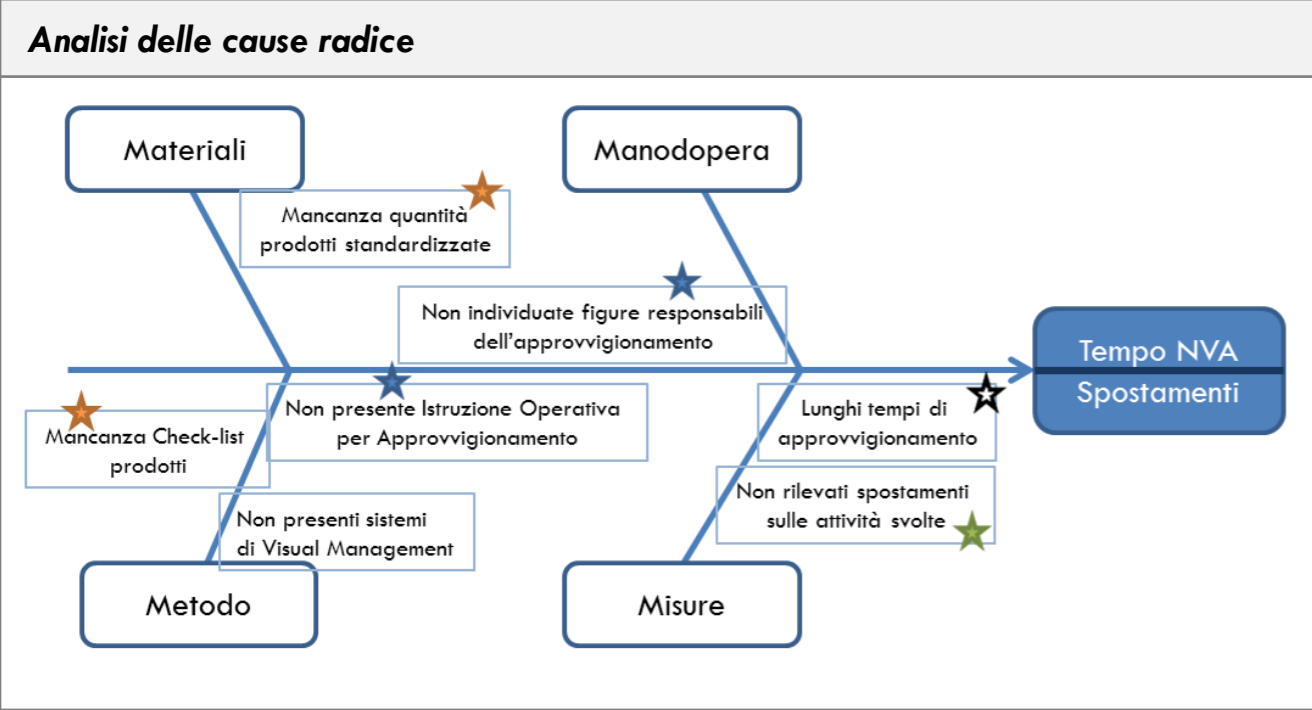 Analisi delle cause radice
Materiali
Manodopera
Mancanza quantità
prodotti standardizzate
Non individuate figure responsabili
dell’approvvigionamento
Tempo NVA
Spostamenti
Non presente Istruzione Operativa
per Approvvigionamento
Lunghi tempi di
approvvigionamento
Mancanza Check-list
prodotti
Non rilevati spostamenti
sulle attività svolte
Non presenti sistemi
di Visual Management
Metodo
Misure